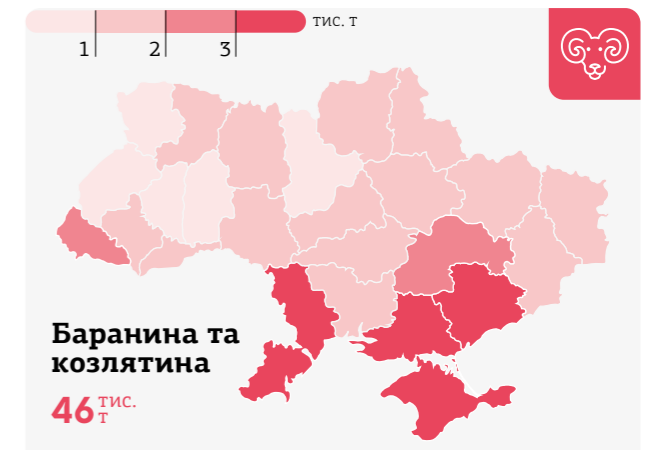 тис. т
1 2 3
Баранина та
козлятина
46 тис.
т